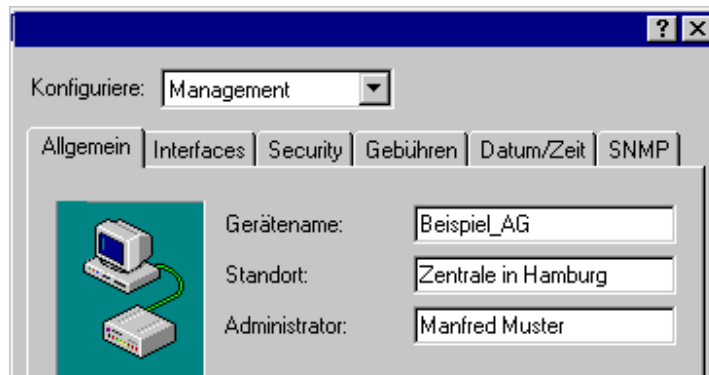 Konfiguriere: Management
Allgemein Interfaces Security Gebühren Datum/Zeit SNMP
Gerätename: Beispiel_AG
Standort: Zentrale in Hamburg
Administrator: Manfred Muster